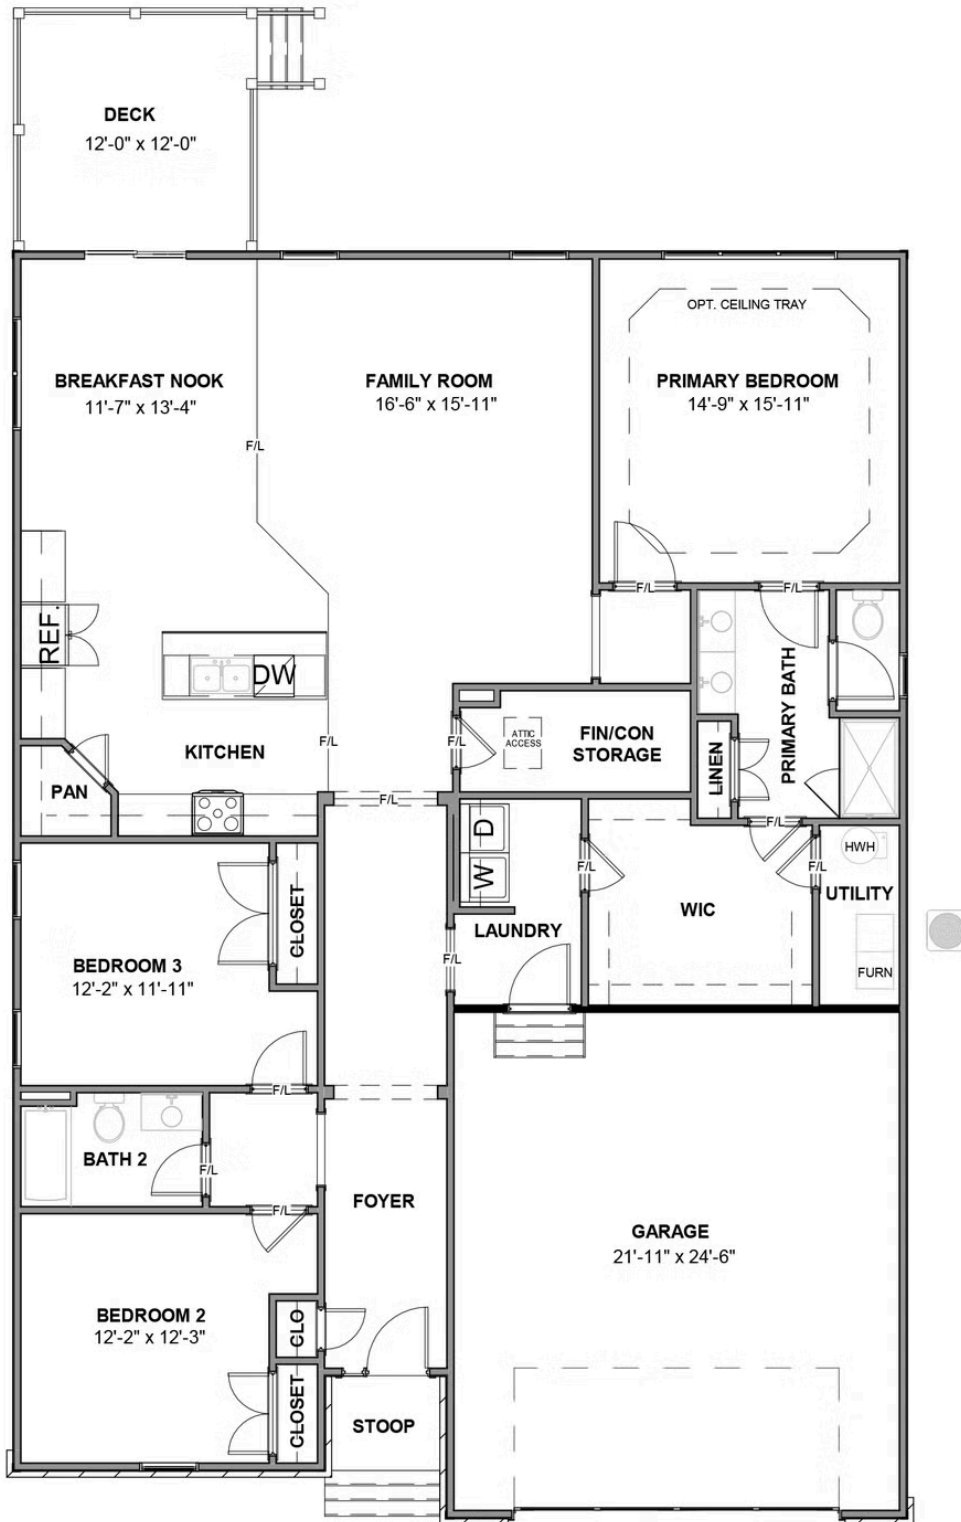 DECK
12'-0" x 12'-0"
OPT. CEILING TRAY
BREAKFAST NOOK
11'-7" x 13'-4"
FAMILY ROOM
16'-6" x 15'-11"
PRIMARY BEDROOM
14'-9" x 15'-11"
F/L
F/L
F/L
REF.
DW
PRIMARY BATH
KITCHEN
F/L
F/L
ATTIC
ACCESS
FIN/CON
STORAGE
LINEN
PAN
F/L
F/L
D
W
F/L
F/L
HWH
UTILITY
CLOSET
LAUNDRY
WIC
F/L
FURN
BEDROOM 3
12'-2" x 11'-11"
F/L
BATH 2
F/L
F/L
FOYER
GARAGE
21'-11" x 24'-6"
BEDROOM 2
12'-2" x 12'-3"
CLO
CLOSET
STOOP